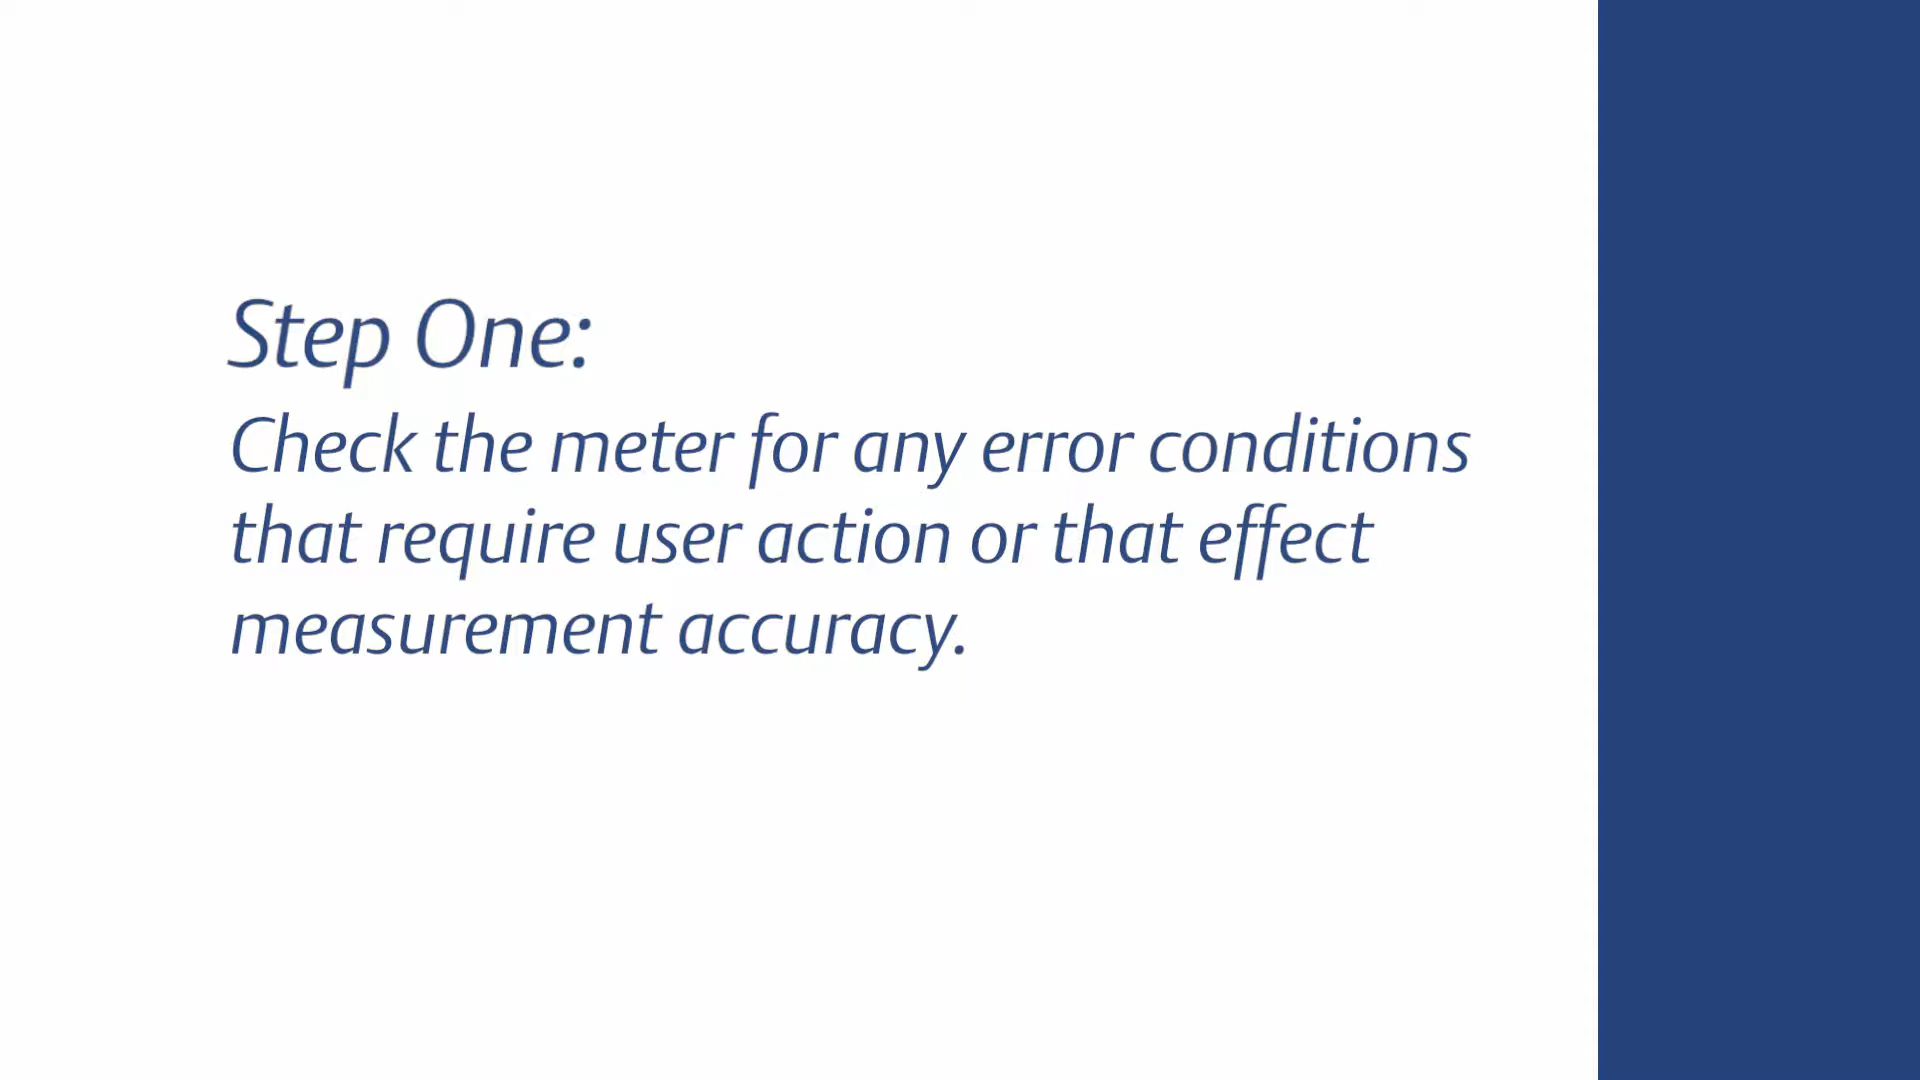 Step One:
Check the meter for any error conditions
that require user action or that effect
measurement accuracy.